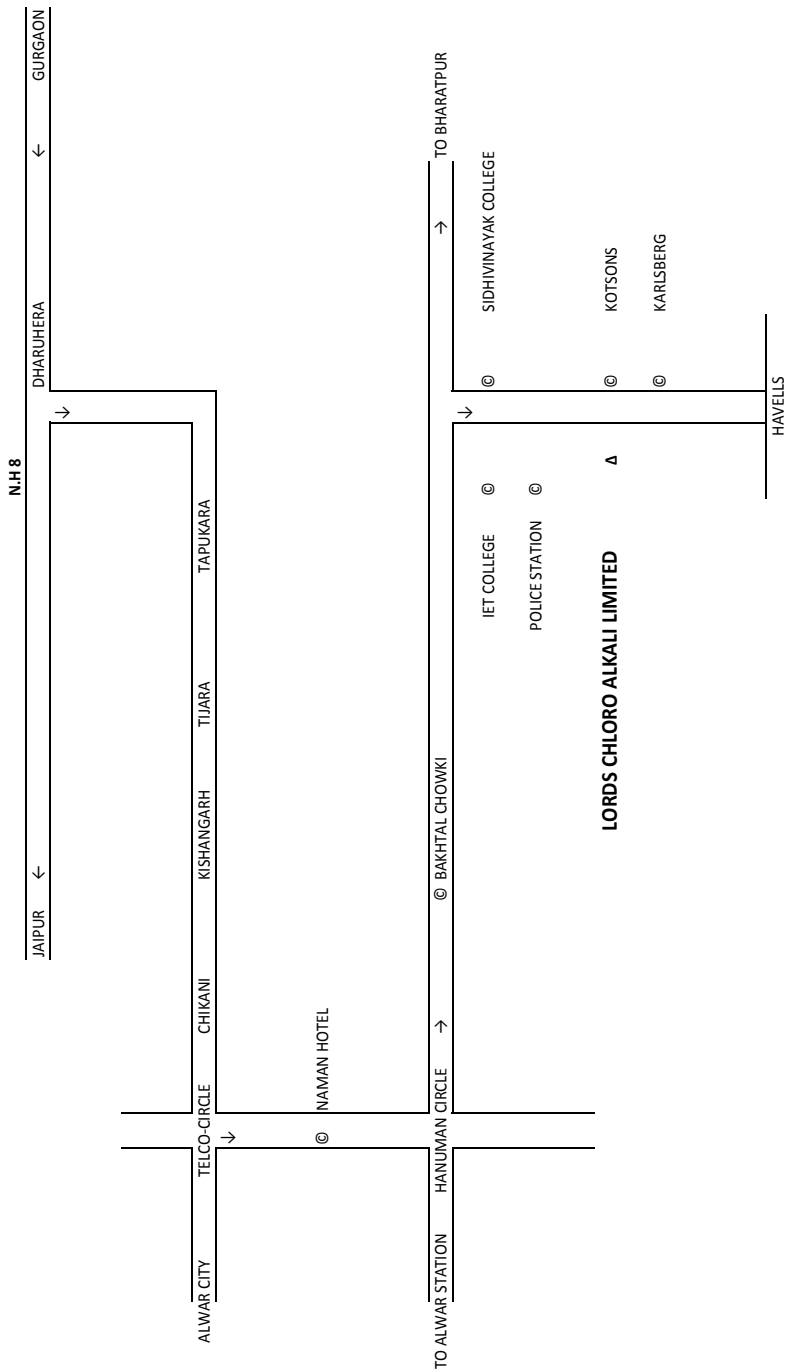 N.H 8
JAIPUR ← DHARUHERA ← GURGAON
↓
ALWAR CITY TELCO-CIRCLE CHIKANI KISHANGARH TIJARA TAPUKARA
↓
© NAMAN HOTEL
TO ALWAR STATION HANUMAN CIRCLE → © BAKHTAL CHOWKI → TO BHARATPUR
↓
IET COLLEGE © © SIDHIVINAYAK COLLEGE
POLICE STATION ©
LORDS CHLORO ALKALI LIMITED Δ © KOTSONS
© KARLSBERG
HAVELLS